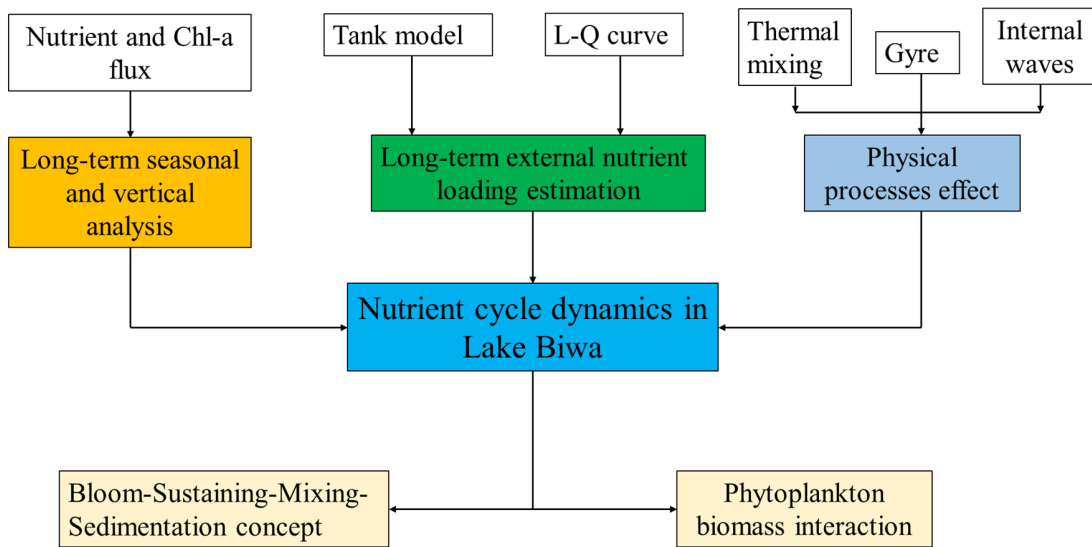 Nutrient and Chl-a
flux
Tank model
L-Q curve
Thermal
mixing
Gyre
Internal
waves
Long-term seasonal
and vertical
analysis
Long-term external nutrient
loading estimation
Physical
processes effect
Nutrient cycle dynamics in
Lake Biwa
Bloom-Sustaining-Mixing-
Sedimentation concept
Phytoplankton
biomass interaction